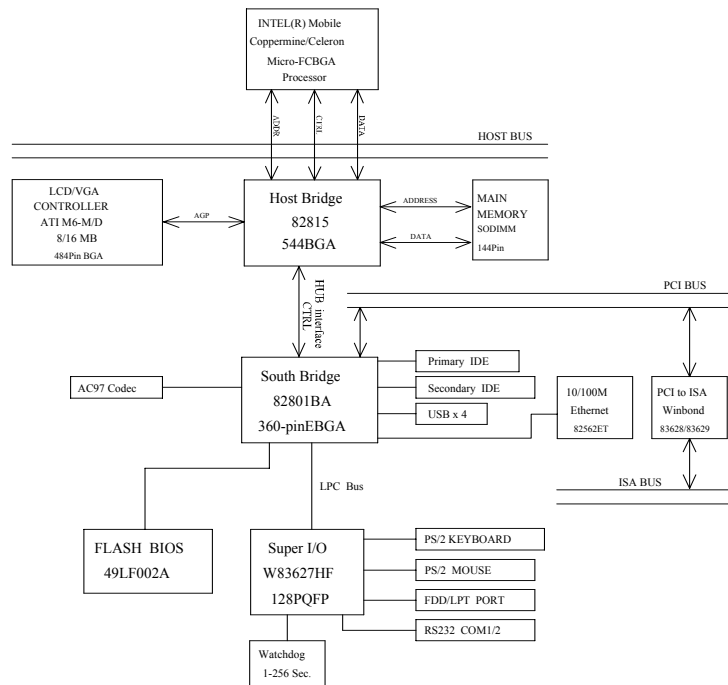 INTEL(R) Mobile
Coppermine/Celeron
Micro-FCBGA
Processor
ADDR
CTRL
DATA
HOST BUS
LCD/VGA
CONTROLLER
ATI M6-M/D
8/16 MB
484Pin BGA
AGP
Host Bridge
82815
544BGA
ADDRESS
DATA
MAIN
MEMORY
SODIMM
144Pin
HUB interface
CTRL
PCI BUS
AC97 Codec
South Bridge
82801BA
360-pinEBGA
Primary IDE
Secondary IDE
USB x 4
10/100M
Ethernet
82562ET
PCI to ISA
Winbond
83628/83629
LPC Bus
ISA BUS
FLASH BIOS
49LF002A
Super I/O
W83627HF
128PQFP
PS/2 KEYBOARD
PS/2 MOUSE
FDD/LPT PORT
RS232 COM1/2
Watchdog
1-256 Sec.